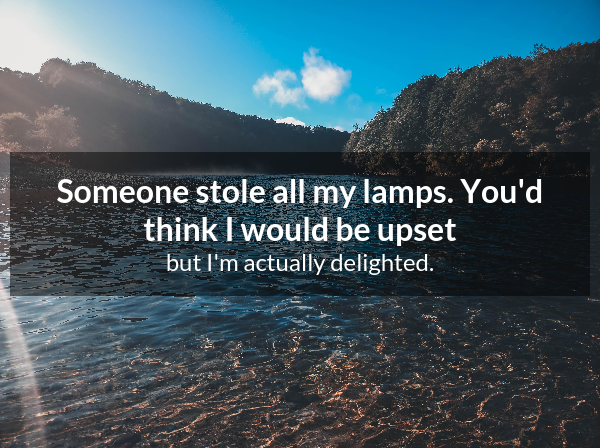 Someone stole all my lamps. You'd
think I would be upset
but I'm actually delighted.